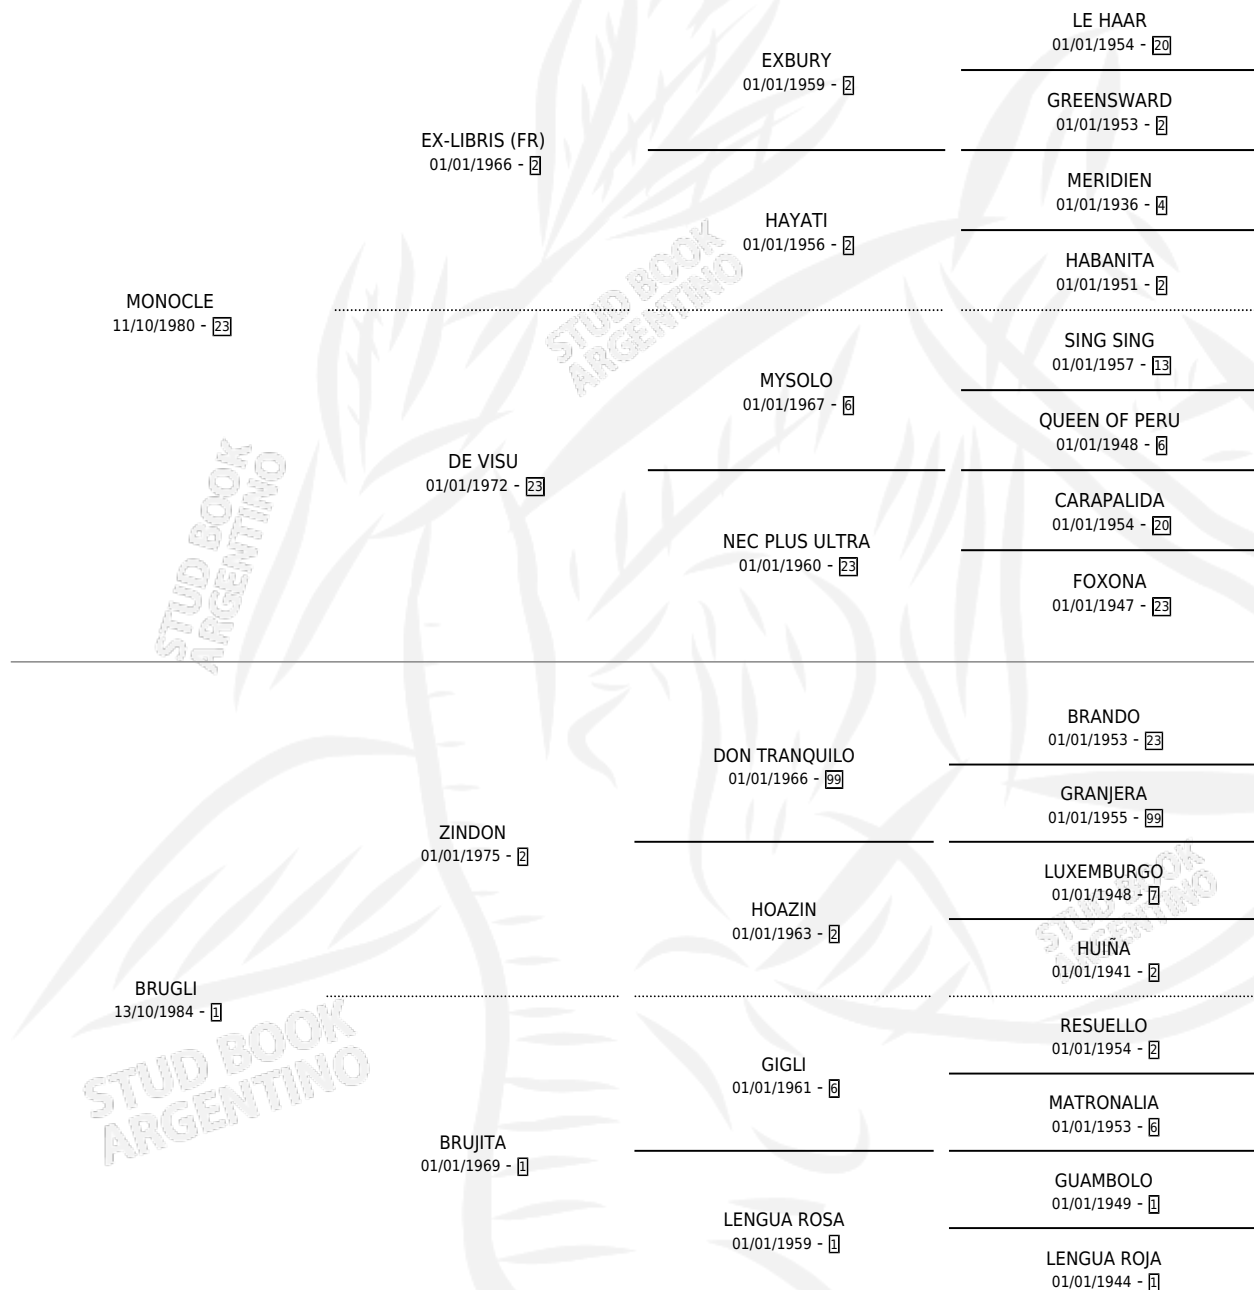 LE HAAR
01/01/1954 - 20
EXBURY
01/01/1959 - 2
GREENSWARD
01/01/1953 - 2
EX-LIBRIS (FR)
01/01/1966 - 2
MERIDIEN
01/01/1936 - 4
HAYATI
01/01/1956 - 2
HABANITA
01/01/1951 - 2
MONOCLE
11/10/1980 - 23
SING SING
01/01/1957 - 13
MYSOLO
01/01/1967 - 6
QUEEN OF PERU
01/01/1948 - 6
DE VISU
01/01/1972 - 23
CARAPALIDA
01/01/1954 - 20
NEC PLUS ULTRA
01/01/1960 - 23
FOXONA
01/01/1947 - 23
BRANDO
01/01/1953 - 23
DON TRANQUILO
01/01/1966 - 99
GRANJERA
01/01/1955 - 99
ZINDON
01/01/1975 - 2
LUXEMBURGO
01/01/1948 - 7
HOAZIN
01/01/1963 - 2
HUIÑA
01/01/1941 - 2
BRUGLI
13/10/1984 - 1
RESUELLO
01/01/1954 - 2
GIGLI
01/01/1961 - 6
MATRONALIA
01/01/1953 - 6
BRUJITA
01/01/1969 - 1
GUAMBOLO
01/01/1949 - 1
LENGUA ROSA
01/01/1959 - 1
LENGUA ROJA
01/01/1944 - 1
STUD BOOK
ARGENTINO
STUD BOOK
ARGENTINO
STUD BOOK
ARGENTINO
STUD BOOK
ARGENTINO